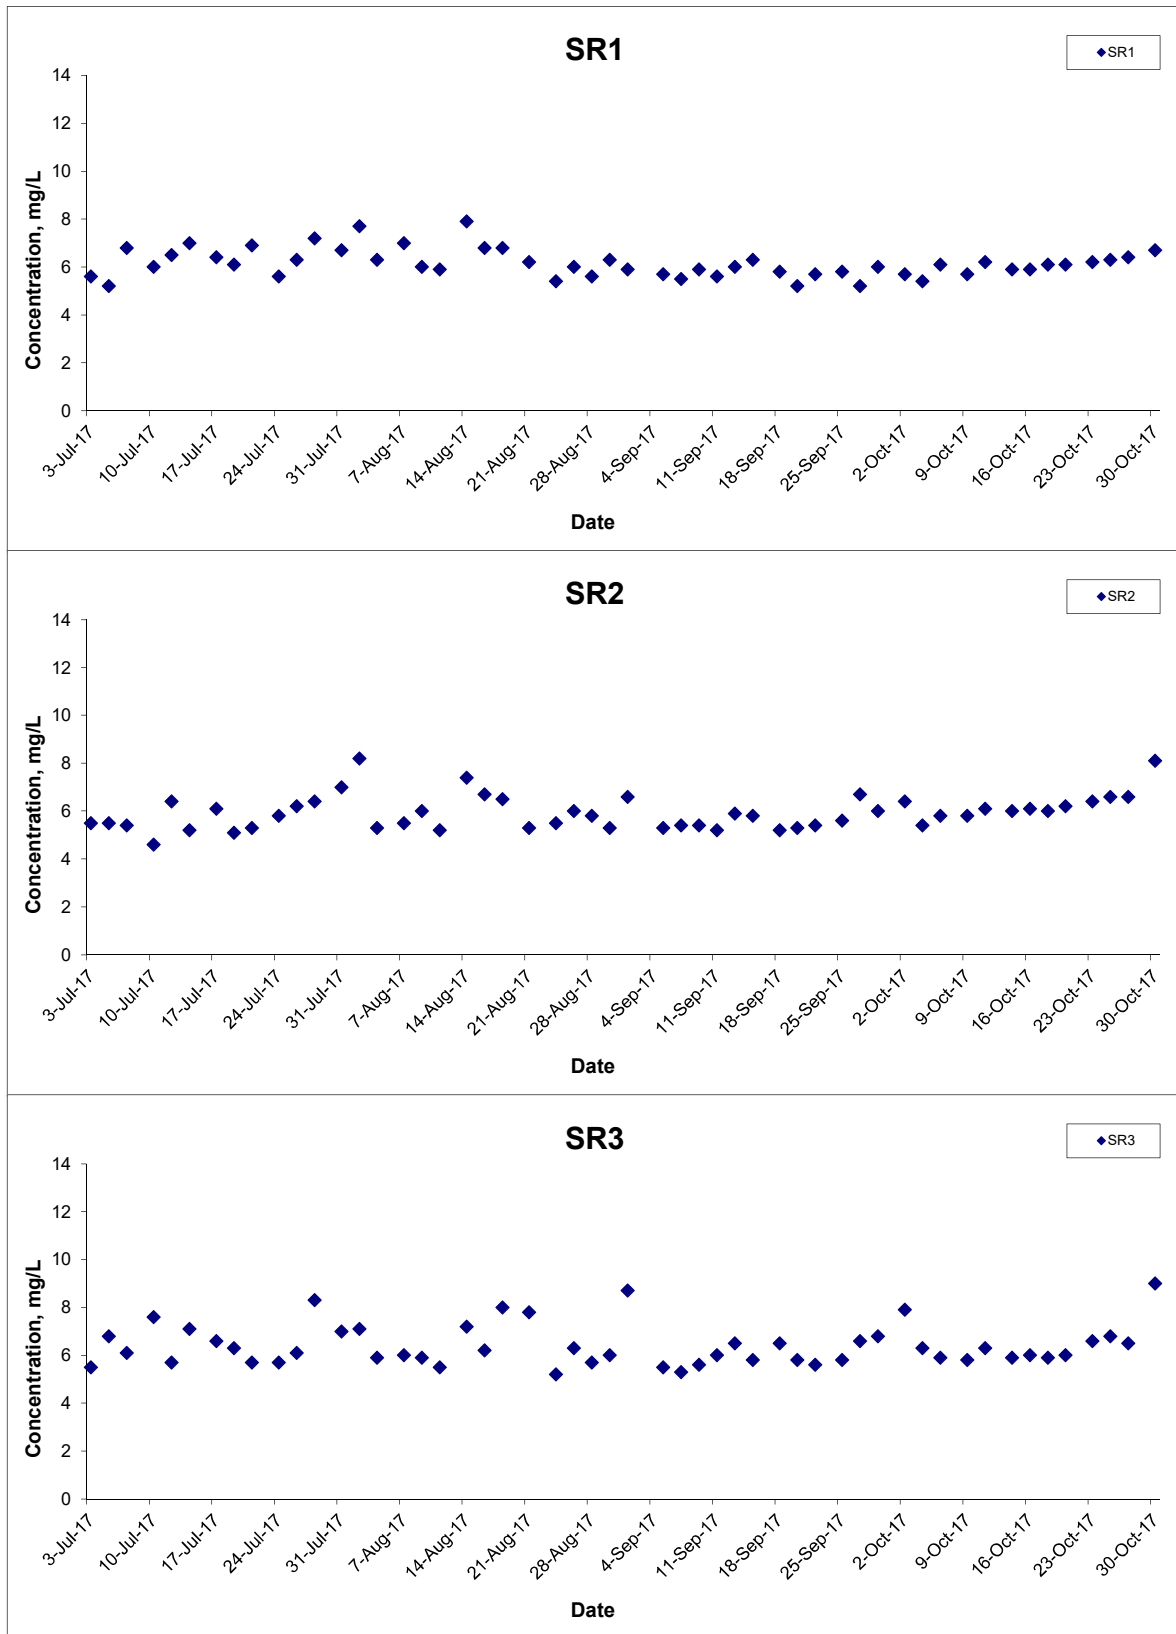 SR1
SR1
14
12
10
8
6
4
2
0
Concentration, mg/L
3-Jul-17
10-Jul-17
17-Jul-17
24-Jul-17
31-Jul-17
7-Aug-17
14-Aug-17
21-Aug-17
28-Aug-17
4-Sep-17
11-Sep-17
18-Sep-17
25-Sep-17
2-Oct-17
9-Oct-17
16-Oct-17
23-Oct-17
30-Oct-17
Date
SR2
SR2
14
12
10
8
6
4
2
0
Concentration, mg/L
3-Jul-17
10-Jul-17
17-Jul-17
24-Jul-17
31-Jul-17
7-Aug-17
14-Aug-17
21-Aug-17
28-Aug-17
4-Sep-17
11-Sep-17
18-Sep-17
25-Sep-17
2-Oct-17
9-Oct-17
16-Oct-17
23-Oct-17
30-Oct-17
Date
SR3
SR3
14
12
10
8
6
4
2
0
Concentration, mg/L
3-Jul-17
10-Jul-17
17-Jul-17
24-Jul-17
31-Jul-17
7-Aug-17
14-Aug-17
21-Aug-17
28-Aug-17
4-Sep-17
11-Sep-17
18-Sep-17
25-Sep-17
2-Oct-17
9-Oct-17
16-Oct-17
23-Oct-17
30-Oct-17
Date